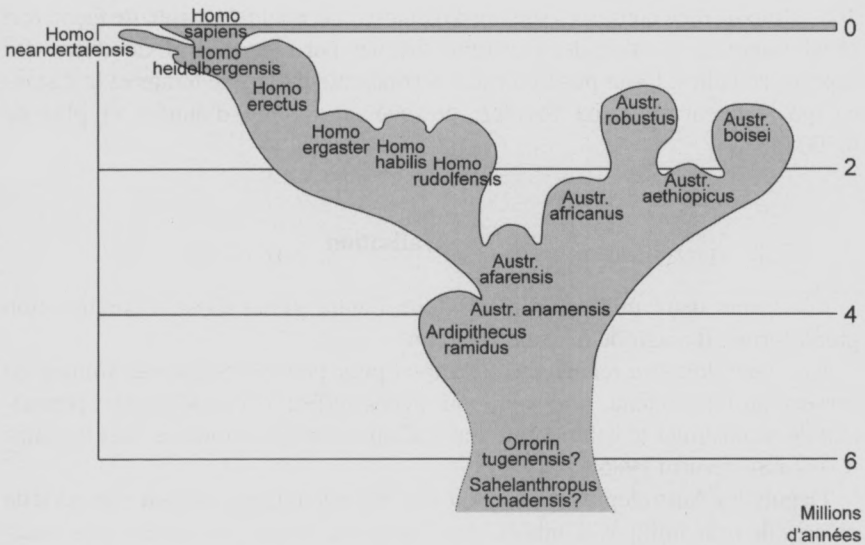 Homo
sapiens
0
Homo
neandertalensis
Homo
heidelbergensis
Homo
erectus
Homo
ergaster
Homo
habilis
Homo
rudolfensis
Austr.
robustus
Austr.
boisei
2
Austr.
aethiopicus
Austr.
africanus
Austr.
afarensis
Austr. anamensis
4
Ardipithecus
ramidus
Orrorin
tugenensis?
6
Sahelanthropus
tchadensis?
Millions
d'années